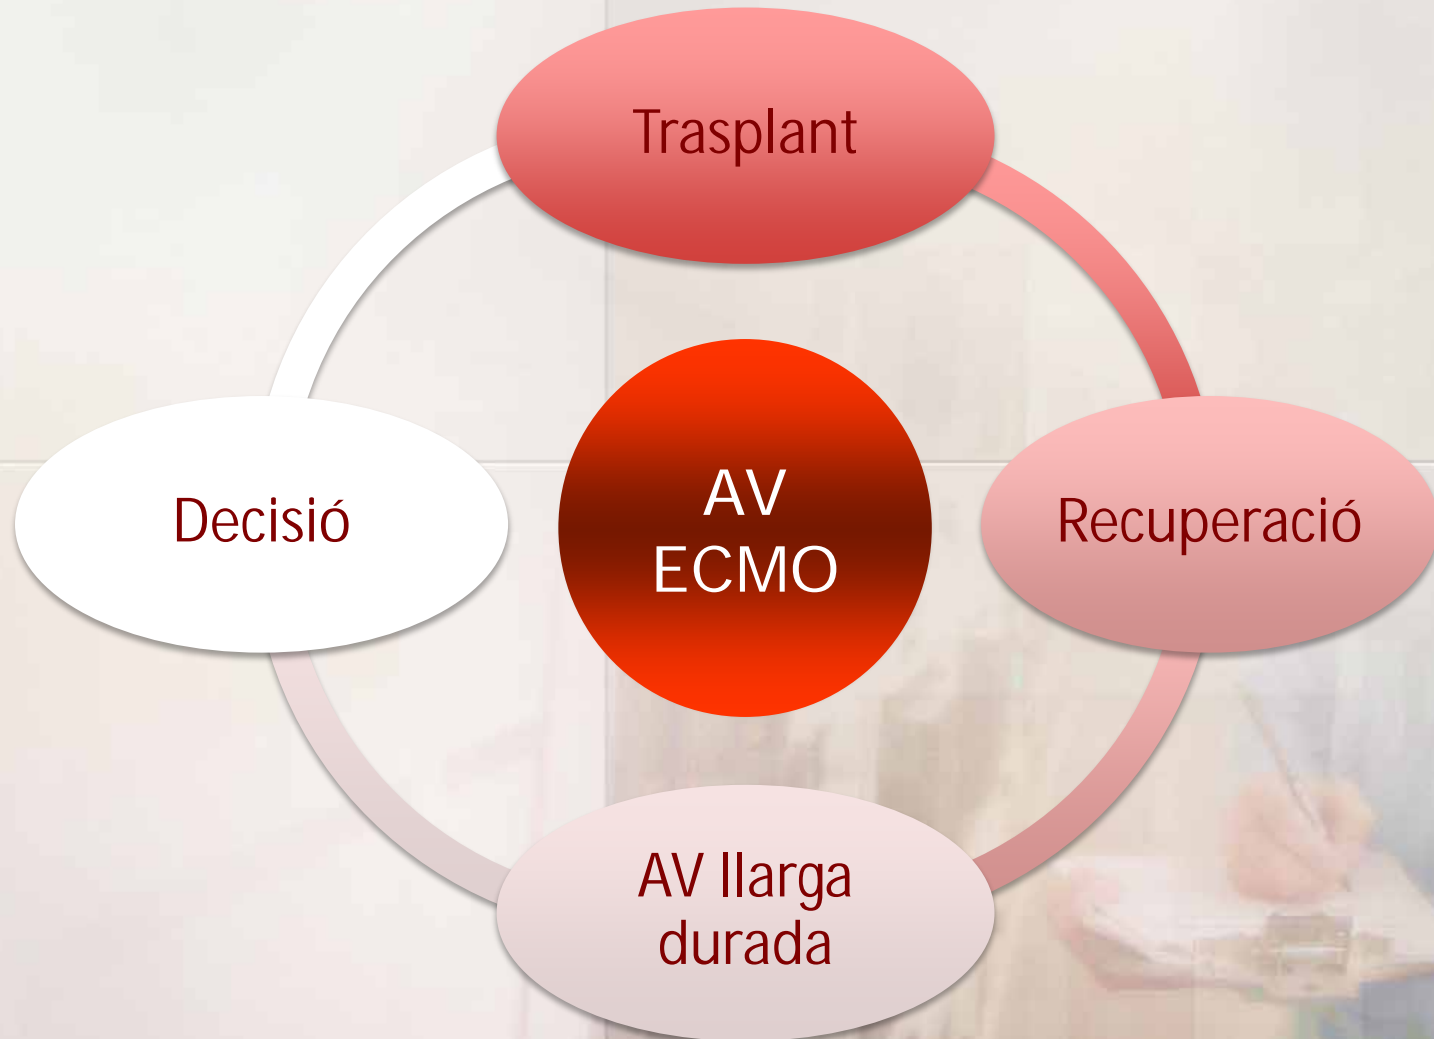 Trasplant
Decisió
AV
ECMO
Recuperació
AV llarga
durada